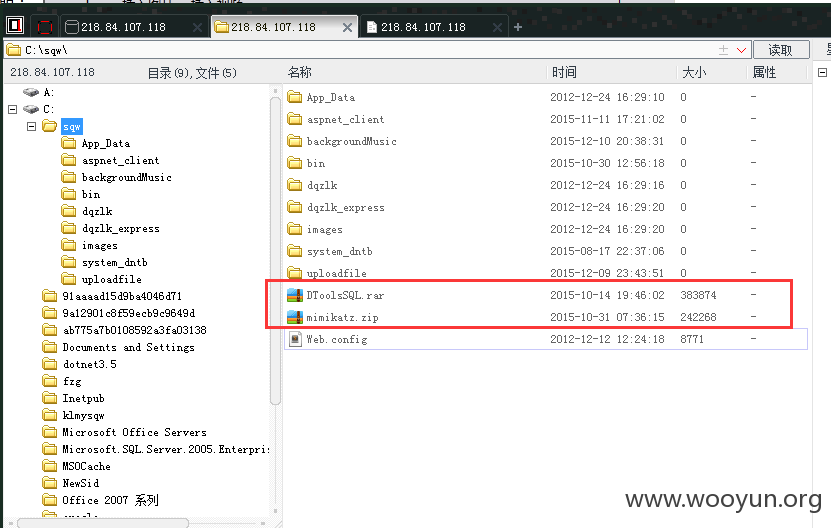 218.84.107.118 218.84.107.118 218.84.107.118
C:\sqw\ 读取
218.84.107.118 目录(9),文件(5) 名称 时间 大小 属性
A:
C:
sqw
App_Data
aspnet_client
backgroundMusic
bin
dqzlk
dqzlk_express
images
system_dntb
uploadfile
91aaaad15d9ba4046d71
9a12901c8f59ecb9c9649d
ab775a7b0108592a3fa03138
Documents and Settings
dotnet3.5
fzg
Inetpub
klmysqw
Microsoft Office Servers
Microsoft.SQL.Server.2005.Enterpris
MSOCache
NewSid
Office 2007 系列
App_Data 2012-12-24 16:29:10 0 -
aspnet_client 2015-11-11 17:21:02 0 -
backgroundMusic 2015-12-10 20:38:31 0 -
bin 2015-10-30 12:56:18 0 -
dqzlk 2012-12-24 16:29:16 0 -
dqzlk_express 2012-12-24 16:29:20 0 -
images 2012-12-24 16:29:20 0 -
system_dntb 2015-08-17 22:37:06 0 -
uploadfile 2015-12-09 23:43:51 0 -
DToolsSQL.rar 2015-10-14 19:46:02 383874 -
mimikatz.zip 2015-10-31 07:36:15 242268 -
Web.config 2012-12-12 12:24:18 8771 -
www.wooyun.org